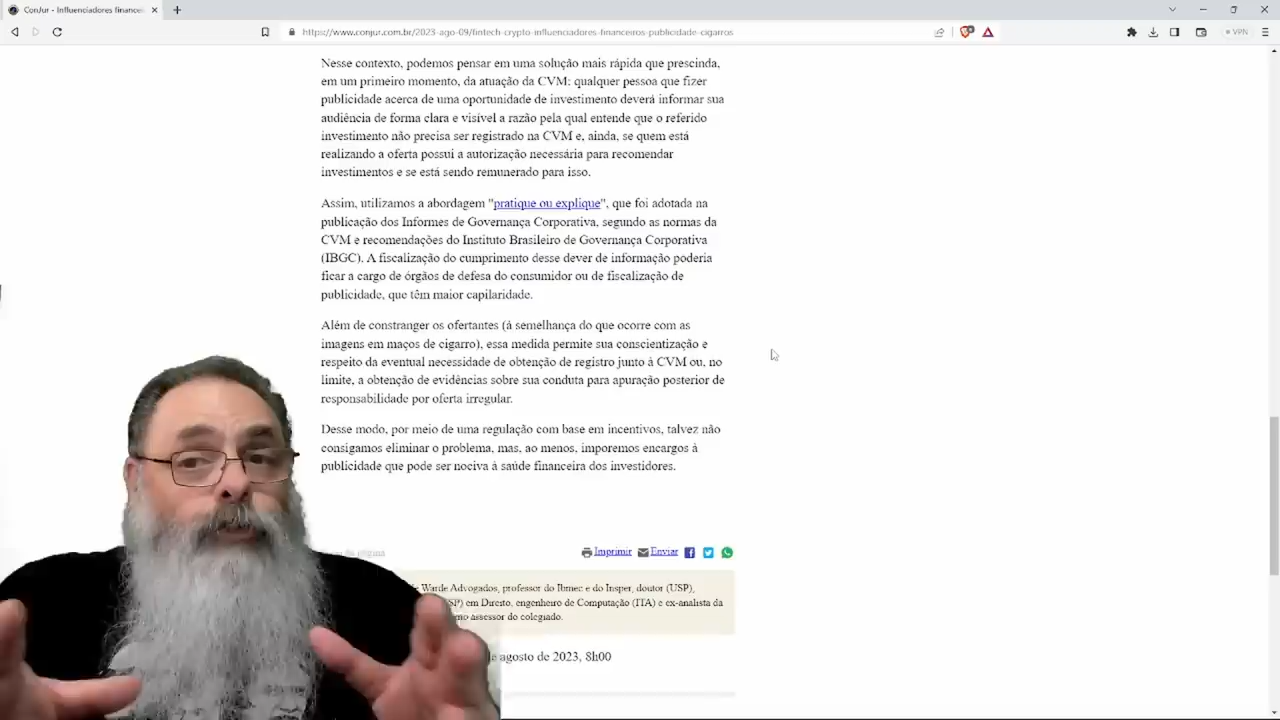 ConJur - Influenciadores financei
https://www.conjur.com.br/2023-ago-09/fintech-crypto-influenciadores-financeiros-publicidade-cigarros
VPN
Nesse contexto, podemos pensar em uma solução mais rápida que prescinda,
em um primeiro momento, da atuação da CVM: qualquer pessoa que fizer
publicidade acerca de uma oportunidade de investimento deverá informar sua
audiência de forma clara e visível a razão pela qual entende que o referido
investimento não precisa ser registrado na CVM e, ainda, se quem está
realizando a oferta possui a autorização necessária para recomendar
investimentos e se está sendo remunerado para isso.
Assim, utilizamos a abordagem "pratique ou explique", que foi adotada na
publicação dos Informes de Governança Corporativa, segundo as normas da
CVM e recomendações do Instituto Brasileiro de Governança Corporativa
(IBGC). A fiscalização do cumprimento desse dever de informação poderia
ficar a cargo de órgãos de defesa do consumidor ou de fiscalização de
publicidade, que têm maior capilaridade.
Além de constranger os ofertantes (à semelhança do que ocorre com as
imagens em maços de cigarro), essa medida permite sua conscientização e
respeito da eventual necessidade de obtenção de registro junto à CVM ou, no
limite, a obtenção de evidências sobre sua conduta para apuração posterior de
responsabilidade por oferta irregular.
Desse modo, por meio de uma regulação com base em incentivos, talvez não
consigamos eliminar o problema, mas, ao menos, imporemos encargos à
publicidade que pode ser nociva à saúde financeira dos investidores.
Imprimir Enviar
Warde Advogados, professor do Ibmec e do Insper, doutor (USP),
em Direito, engenheiro de Computação (ITA) e ex-analista da
assessor do colegiado.
agosto de 2023, 8h00